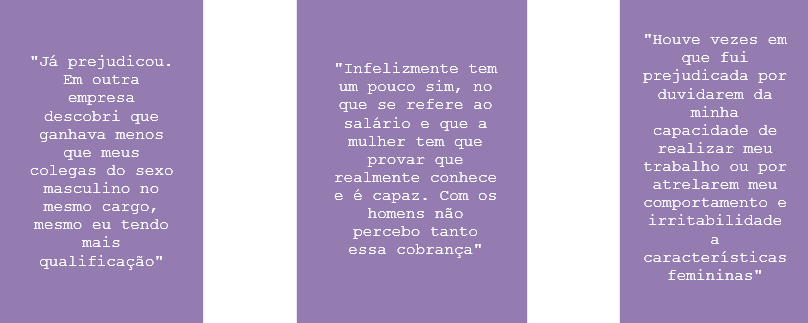 "Já prejudicou.
Em outra
empresa
descobri que
ganhava menos
que meus
colegas do sexo
masculino no
mesmo cargo,
mesmo eu tendo
mais
qualificação"
"Infelizmente tem
um pouco sim, no
que se refere ao
salário e que a
mulher tem que
provar que
realmente conhece
e é capaz. Com os
homens não
percebo tanto
essa cobrança"
"Houve vezes em
que fui
prejudicada por
duvidarem da
minha
capacidade de
realizar meu
trabalho ou por
atrelarem meu
comportamento e
irritabilidade
a
características
femininas"